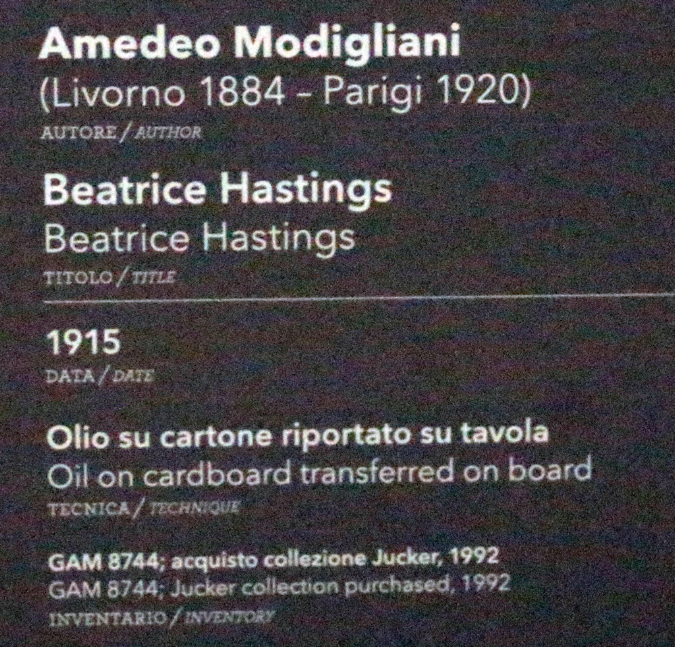 Amedeo Modigliani
(Livorno 1884 – Parigi 1920)
AUTORE / AUTHOR
Beatrice Hastings
Beatrice Hastings
TITOLO / TITLE
1915
DATA / DATE
Olio su cartone riportato su tavola
Oil on cardboard transferred on board
TECNICA / TECHNIQUE
GAM 8744; acquisto collezione Jucker, 1992
GAM 8744; Jucker collection purchased, 1992
INVENTARIO / INVENTORY